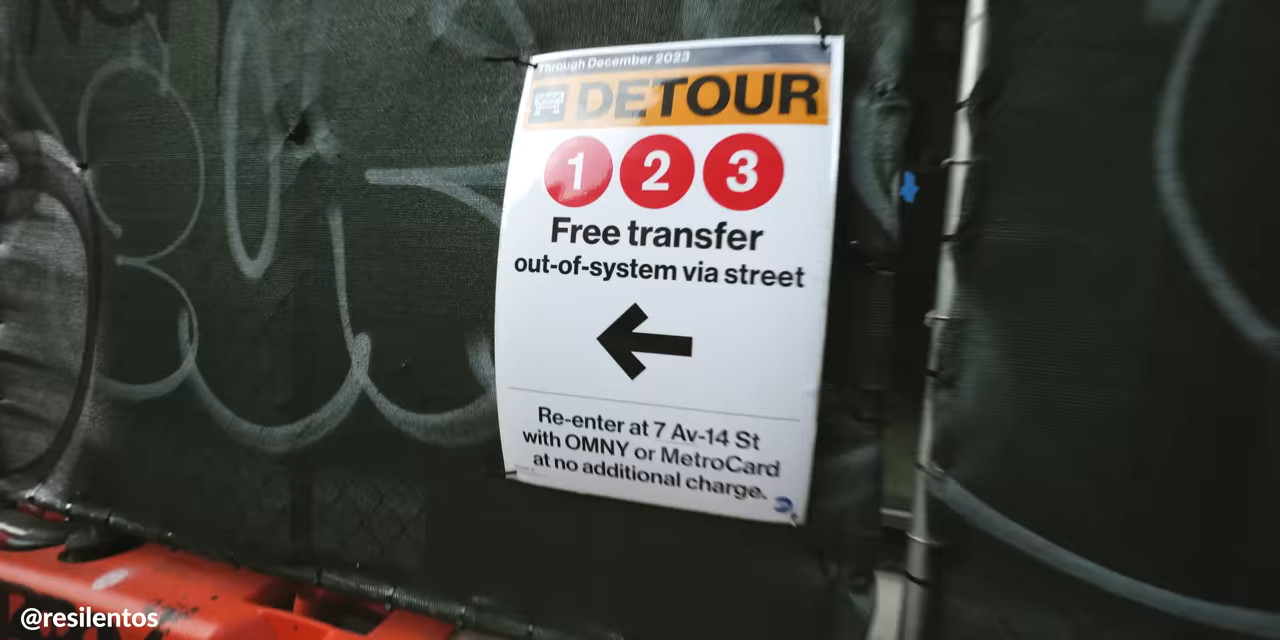 Through December 2023
DETOUR
1 2 3
Free transfer
out-of-system via street
Re-enter at 7 Av-14 St
with OMNY or MetroCard
at no additional charge.
@resilentos